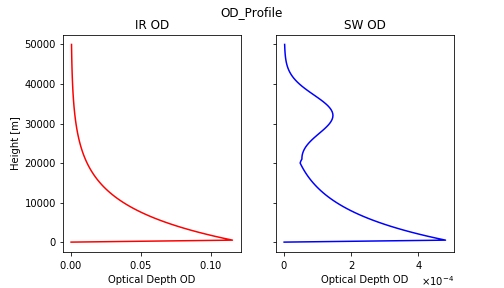 OD_Profile
IR OD
SW OD
50000
40000
30000
20000
10000
0
Height [m]
0.00 0.05 0.10
0 2 4
Optical Depth OD
Optical Depth OD
×10⁻⁴